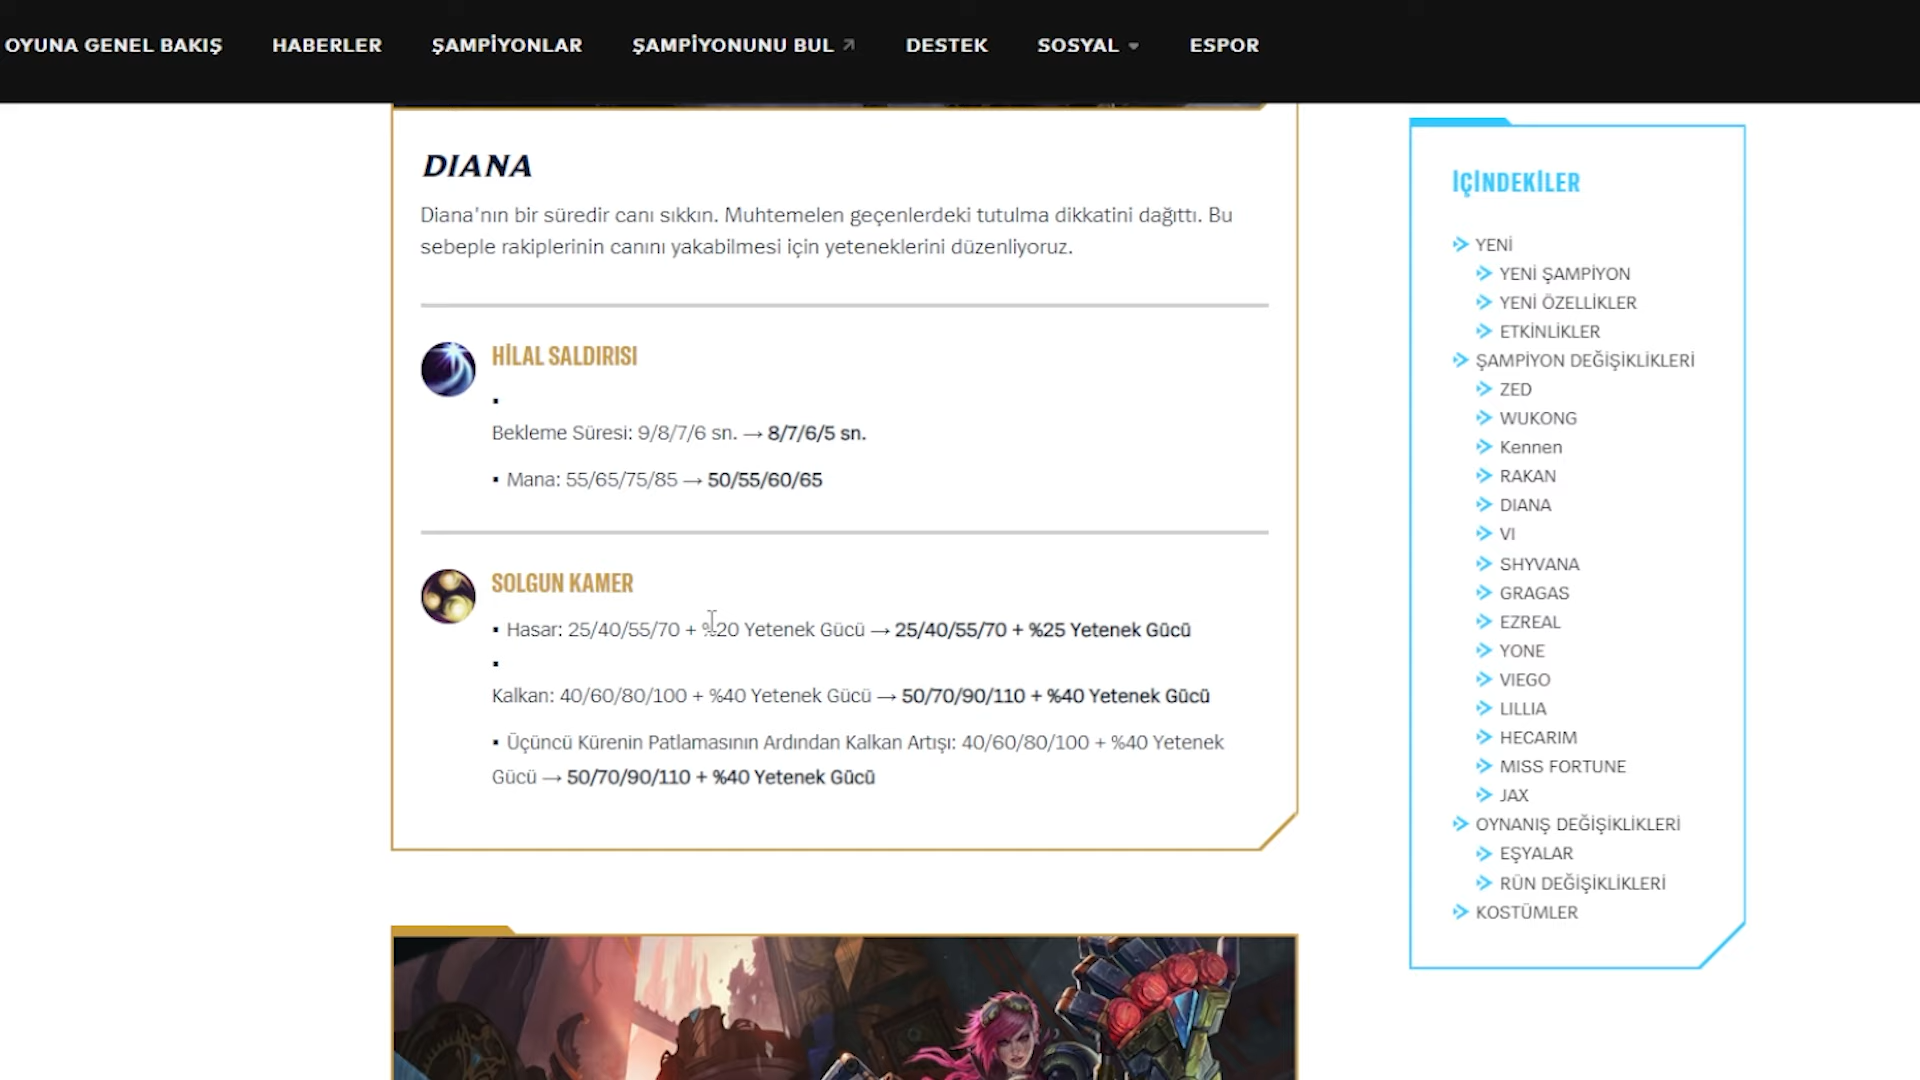 OYUNA GENEL BAKIŞ HABERLER ŞAMPİYONLAR ŞAMPİYONUNU BUL DESTEK SOSYAL ESPOR
DIANA
Diana'nın bir süredir canı sıkkın. Muhtemelen geçenlerdeki tutulma dikkatini dağıttı. Bu
sebeple rakiplerinin canını yakabilmesi için yeteneklerini düzenliyoruz.
HİLAL SALDIRISI
▪
Bekleme Süresi: 9/8/7/6 sn. → 8/7/6/5 sn.
▪ Mana: 55/65/75/85 → 50/55/60/65
SOLGUN KAMER
▪ Hasar: 25/40/55/70 + %20 Yetenek Gücü → 25/40/55/70 + %25 Yetenek Gücü
▪
Kalkan: 40/60/80/100 + %40 Yetenek Gücü → 50/70/90/110 + %40 Yetenek Gücü
▪ Üçüncü Kürenin Patlamasının Ardından Kalkan Artışı: 40/60/80/100 + %40 Yetenek
Gücü → 50/70/90/110 + %40 Yetenek Gücü
İÇİNDEKİLER
YENİ
YENİ ŞAMPİYON
YENİ ÖZELLİKLER
ETKİNLİKLER
ŞAMPİYON DEĞİŞİKLİKLERİ
ZED
WUKONG
Kennen
RAKAN
DIANA
VI
SHYVANA
GRAGAS
EZREAL
YONE
VIEGO
LILLIA
HECARIM
MISS FORTUNE
JAX
OYNANIŞ DEĞİŞİKLİKLERİ
EŞYALAR
RÜN DEĞİŞİKLİKLERİ
KOSTÜMLER